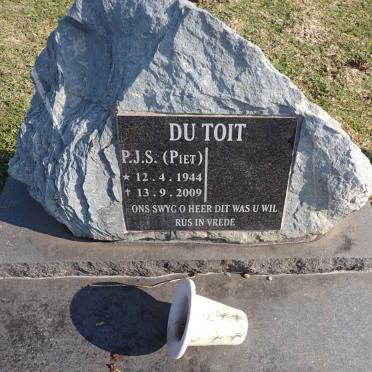 DU TOIT
P.J.S. (PIET)
* 12.4.1944
† 13.9.2009
ONS SWYG O HEER DIT WAS U WIL
RUS IN VREDE